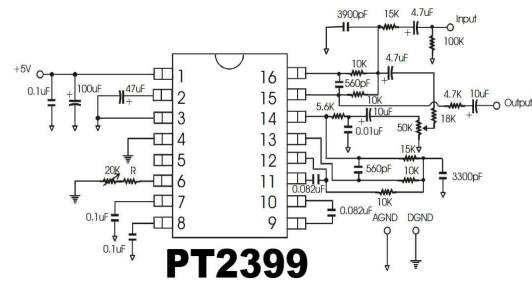 3900pF
15K
4.7uF
Input
100K
+5V
0.1uF
100uF
+
47uF
+
1
2
3
4
5
6
7
8
16
15
14
13
12
11
10
9
10K
560pF
10K
4.7uF
+
4.7K
10uF
+
Output
18K
5.6K
10uF
+
0.01uF
50K
15K
560pF
10K
3300pF
10K
0.082uF
0.082uF
20K
R
0.1uF
0.1uF
AGND
DGND
PT2399